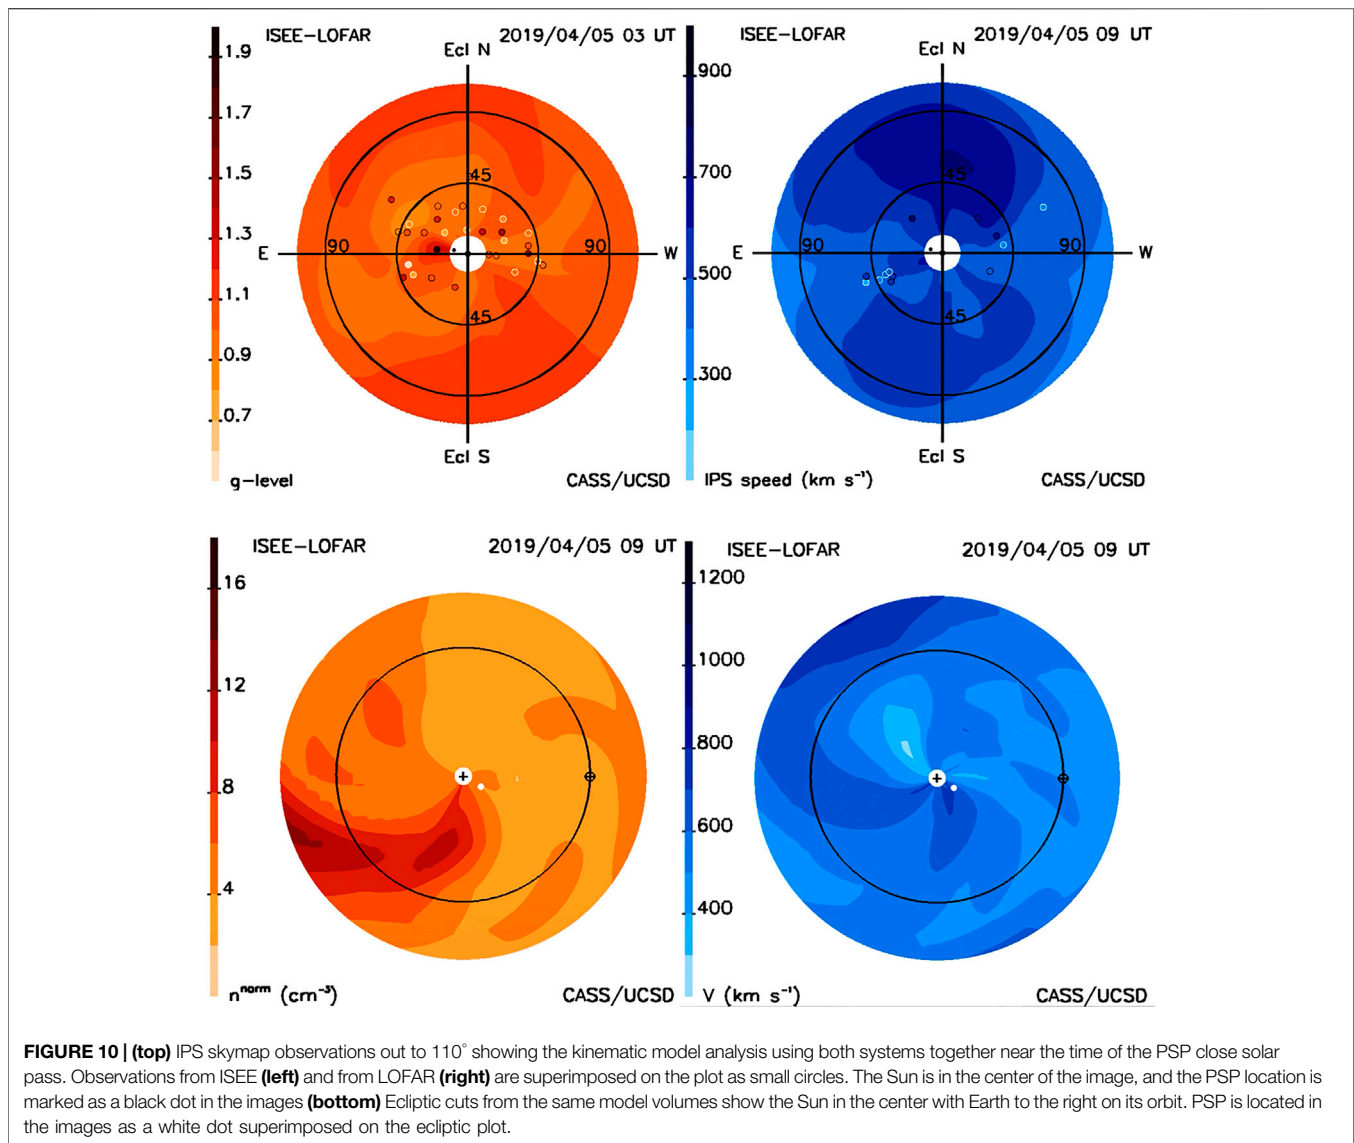 ISEE-LOFAR 2019/04/05 03 UT
Ecl N
1.9
1.7
1.5
1.3
1.1
0.9
0.7
45
E 90 90 W
45
Ecl S
g-level CASS/UCSD
ISEE-LOFAR 2019/04/05 09 UT
Ecl N
900
700
500
300
45
E 90 90 W
45
Ecl S
IPS speed (km s⁻¹) CASS/UCSD
ISEE-LOFAR 2019/04/05 09 UT
16
12
8
4
nⁿᵒʳᵐ (cm⁻³) CASS/UCSD
ISEE-LOFAR 2019/04/05 09 UT
1200
1000
800
600
400
V (km s⁻¹) CASS/UCSD
FIGURE 10 | (top) IPS skymap observations out to 110° showing the kinematic model analysis using both systems together near the time of the PSP close solar
pass. Observations from ISEE (left) and from LOFAR (right) are superimposed on the plot as small circles. The Sun is in the center of the image, and the PSP location is
marked as a black dot in the images (bottom) Ecliptic cuts from the same model volumes show the Sun in the center with Earth to the right on its orbit. PSP is located in
the images as a white dot superimposed on the ecliptic plot.